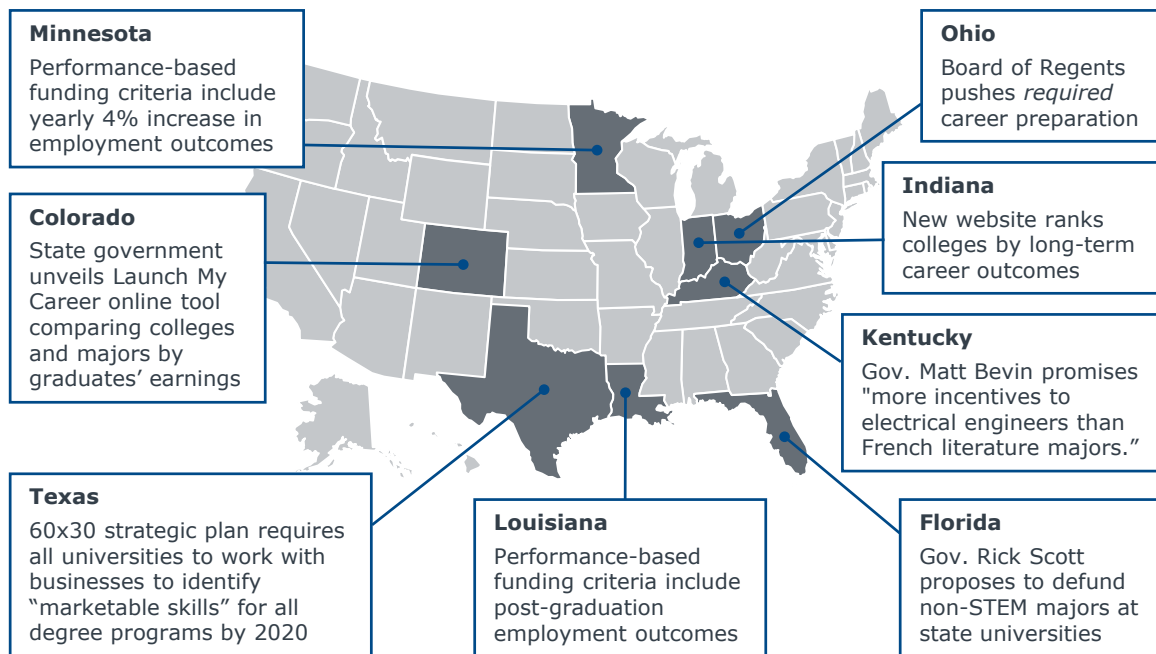 Minnesota
Performance-based
funding criteria include
yearly 4% increase in
employment outcomes
Colorado
State government
unveils Launch My
Career online tool
comparing colleges
and majors by
graduates’ earnings
Texas
60x30 strategic plan requires
all universities to work with
businesses to identify
“marketable skills” for all
degree programs by 2020
Louisiana
Performance-based
funding criteria include
post-graduation
employment outcomes
Ohio
Board of Regents
pushes required
career preparation
Indiana
New website ranks
colleges by long-term
career outcomes
Kentucky
Gov. Matt Bevin promises
"more incentives to
electrical engineers than
French literature majors.”
Florida
Gov. Rick Scott
proposes to defund
non-STEM majors at
state universities